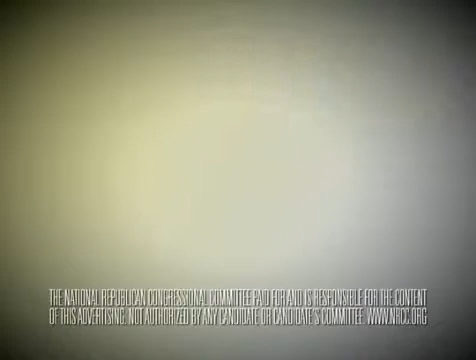 THE NATIONAL REPUBLICAN CONGRESSIONAL COMMITTEE PAID FOR AND IS RESPONSIBLE FOR THE CONTENT
OF THIS ADVERTISING. NOT AUTHORIZED BY ANY CANDIDATE OR CANDIDATE'S COMMITTEE. WWW.NRCC.ORG